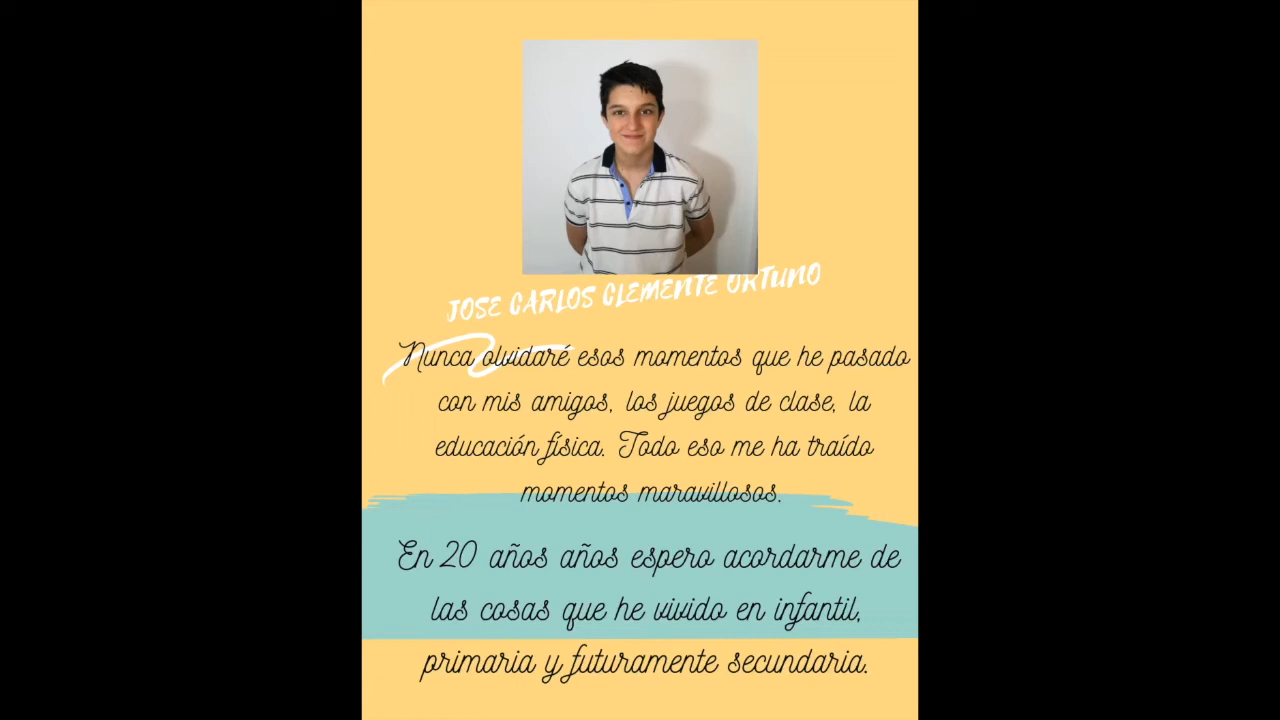 JOSE CARLOS CLEMENTE ORTUNO
Nunca olvidaré esos momentos que he pasado
con mis amigos, los juegos de clase, la
educación física. Todo eso me ha traído
momentos maravillosos.
En 20 años años espero acordarme de
las cosas que he vivido en infantil,
primaria y futuramente secundaria.